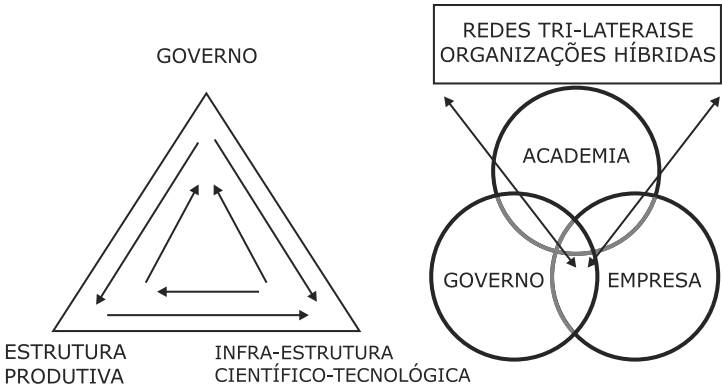 GOVERNO
ESTRUTURA
PRODUTIVA
INFRA-ESTRUTURA
CIENTÍFICO-TECNOLÓGICA
REDES TRI-LATERAISE
ORGANIZAÇÕES HÍBRIDAS
ACADEMIA
GOVERNO
EMPRESA